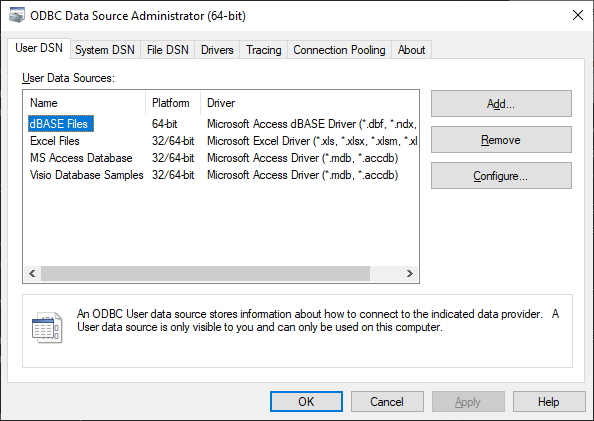 ODBC Data Source Administrator (64-bit)
User DSN System DSN File DSN Drivers Tracing Connection Pooling About
User Data Sources:
Name Platform Driver
dBASE Files 64-bit Microsoft Access dBASE Driver (*.dbf, *.ndx,
Excel Files 32/64-bit Microsoft Excel Driver (*.xls, *.xlsx, *.xlsm, *.xl
MS Access Database 32/64-bit Microsoft Access Driver (*.mdb, *.accdb)
Visio Database Samples 32/64-bit Microsoft Access Driver (*.mdb, *.accdb)
Add...
Remove
Configure...
An ODBC User data source stores information about how to connect to the indicated data provider. A
User data source is only visible to you and can only be used on this computer.
OK Cancel Apply Help